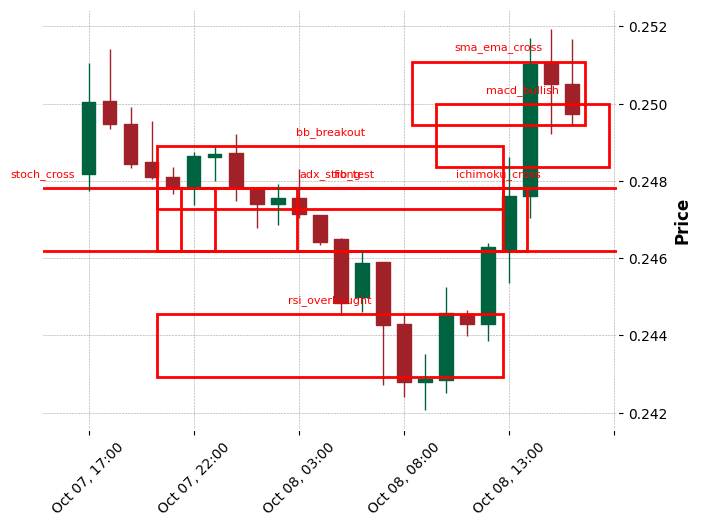 0.252
sma_ema_cross
macd_bullish
0.250
bb_breakout
stoch_cross
adx_strong
fib_test
ichimoku_cross
0.248
0.246
rsi_overbought
0.244
0.242
Price
Oct 07, 17:00
Oct 07, 22:00
Oct 08, 03:00
Oct 08, 08:00
Oct 08, 13:00